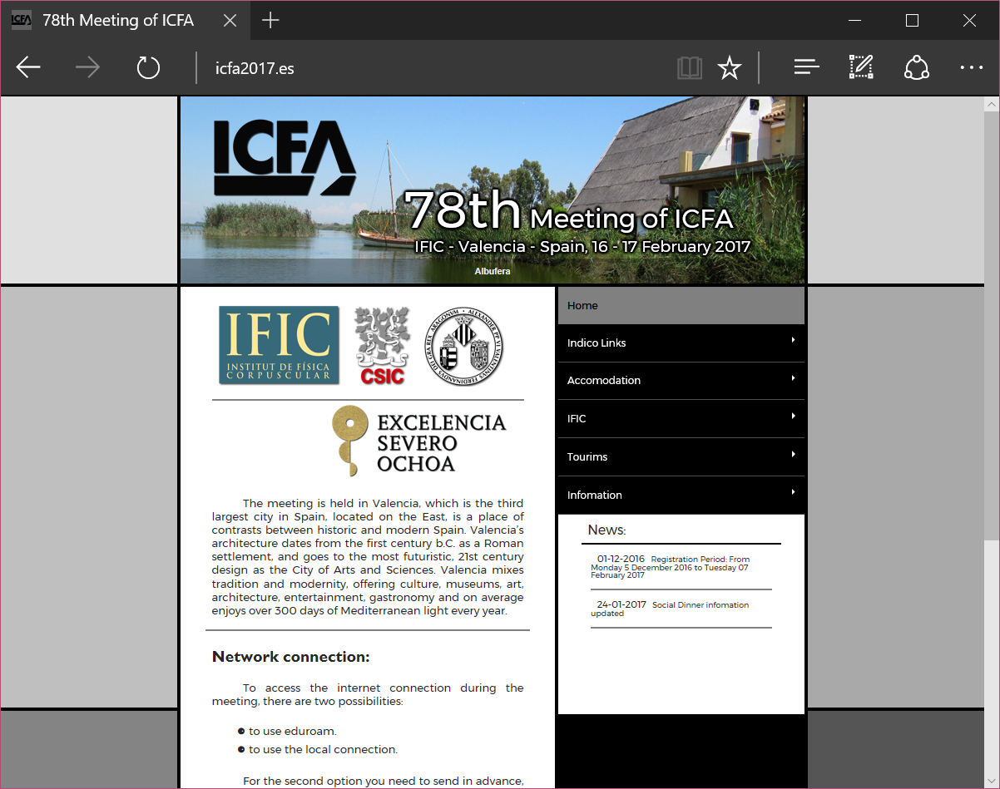 78th Meeting of ICFA
icfa2017.es
ICFA
78th Meeting of ICFA
IFIC - Valencia - Spain, 16 - 17 February 2017
Albufera
IFIC
INSTITUT DE FÍSICA
CORPUSCULAR
CSIC
EXCELENCIA
SEVERO
OCHOA
The meeting is held in Valencia, which is the third
largest city in Spain, located on the East, is a place of
contrasts between historic and modern Spain. Valencia's
architecture dates from the first century b.C. as a Roman
settlement, and goes to the most futuristic, 21st century
design as the City of Arts and Sciences. Valencia mixes
tradition and modernity, offering culture, museums, art,
architecture, entertainment, gastronomy and on average
enjoys over 300 days of Mediterranean light every year.
Network connection:
To access the internet connection during the
meeting, there are two possibilities:
to use eduroam.
to use the local connection.
For the second option you need to send in advance,
Home
Indico Links
Accomodation
IFIC
Tourims
Infomation
News:
01-12-2016 Registration Period: From
Monday 5 December 2016 to Tuesday 07
February 2017
24-01-2017 Social Dinner infomation
updated